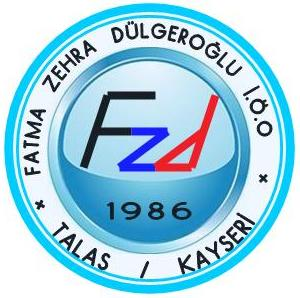 FATMA ZEHRA DÜLGEROĞLU İ.Ö.O
Fzd
1986
* TALAS / KAYSERİ *